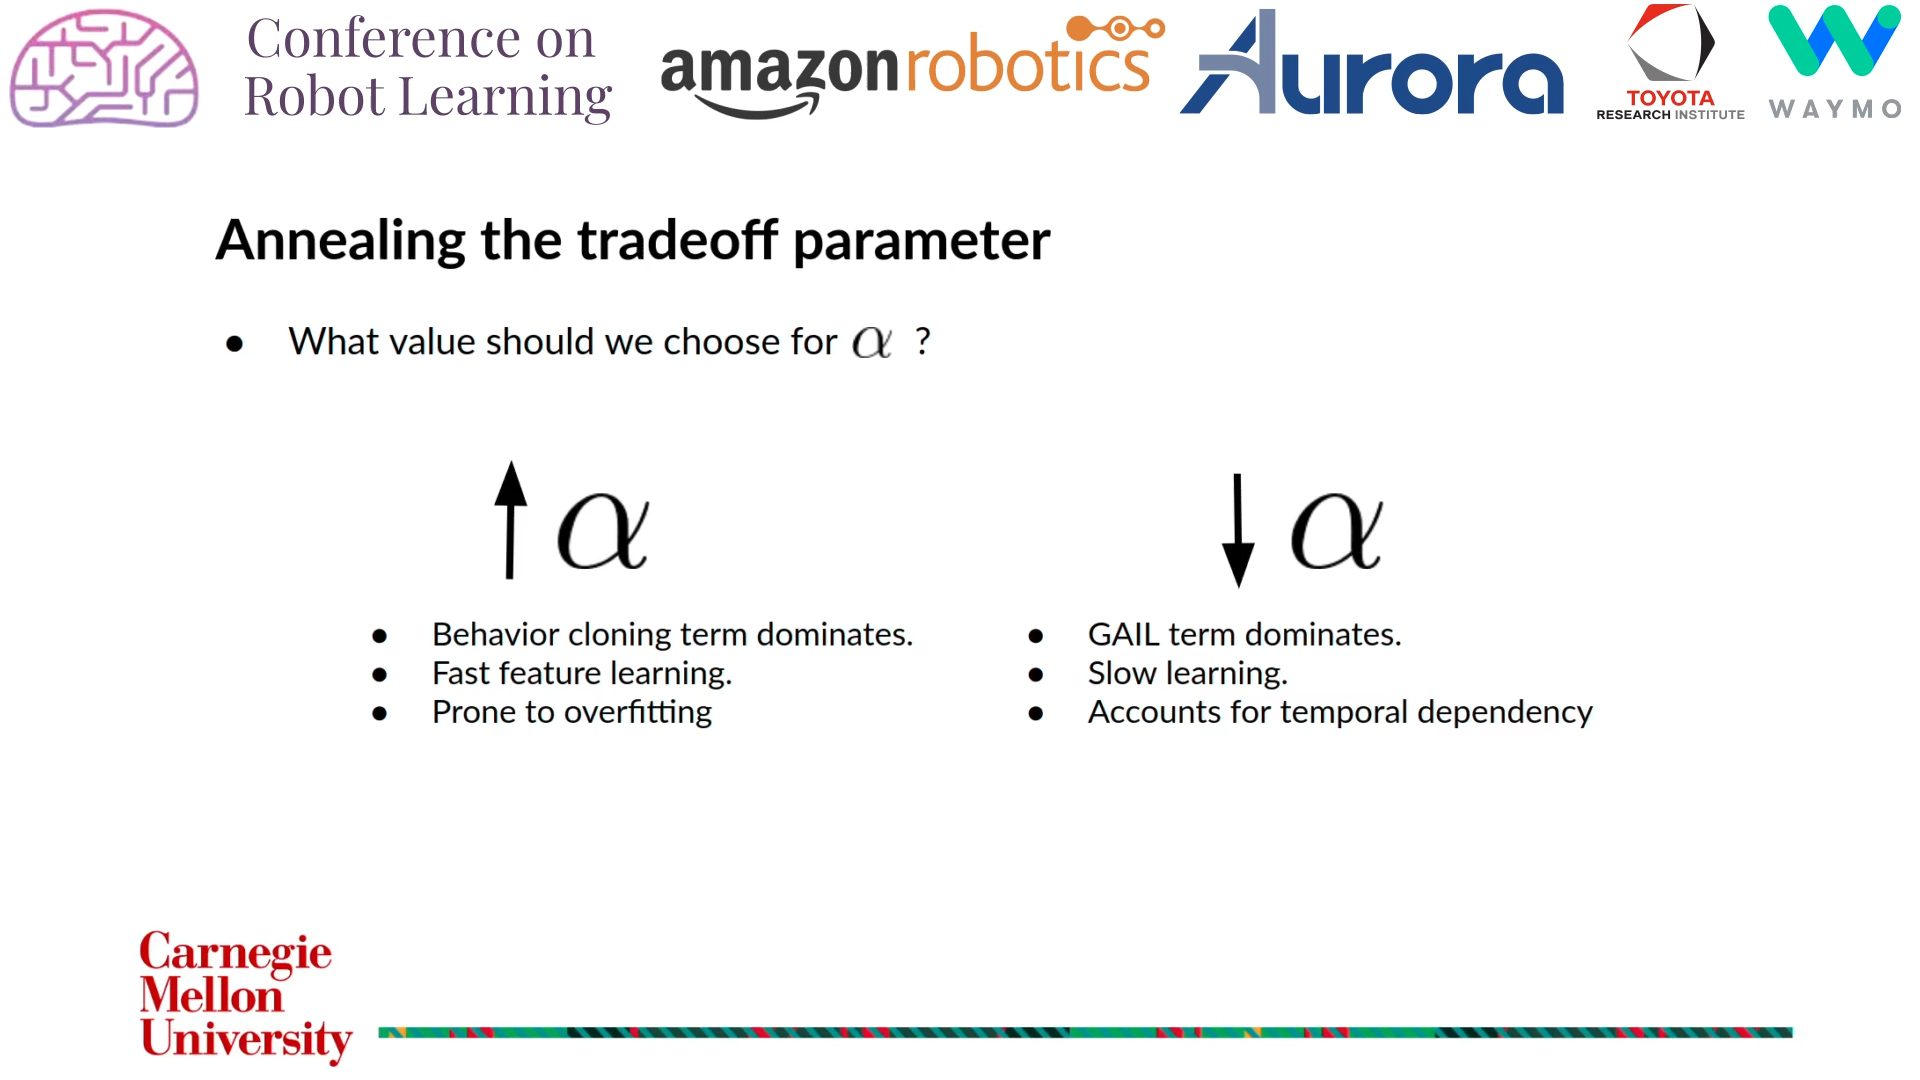 Conference on
Robot Learning
amazon robotics
Aurora
TOYOTA
RESEARCH INSTITUTE
WAYMO
Annealing the tradeoff parameter
● What value should we choose for α ?
↑ α
● Behavior cloning term dominates.
● Fast feature learning.
● Prone to overfitting
↓ α
● GAIL term dominates.
● Slow learning.
● Accounts for temporal dependency
Carnegie
Mellon
University